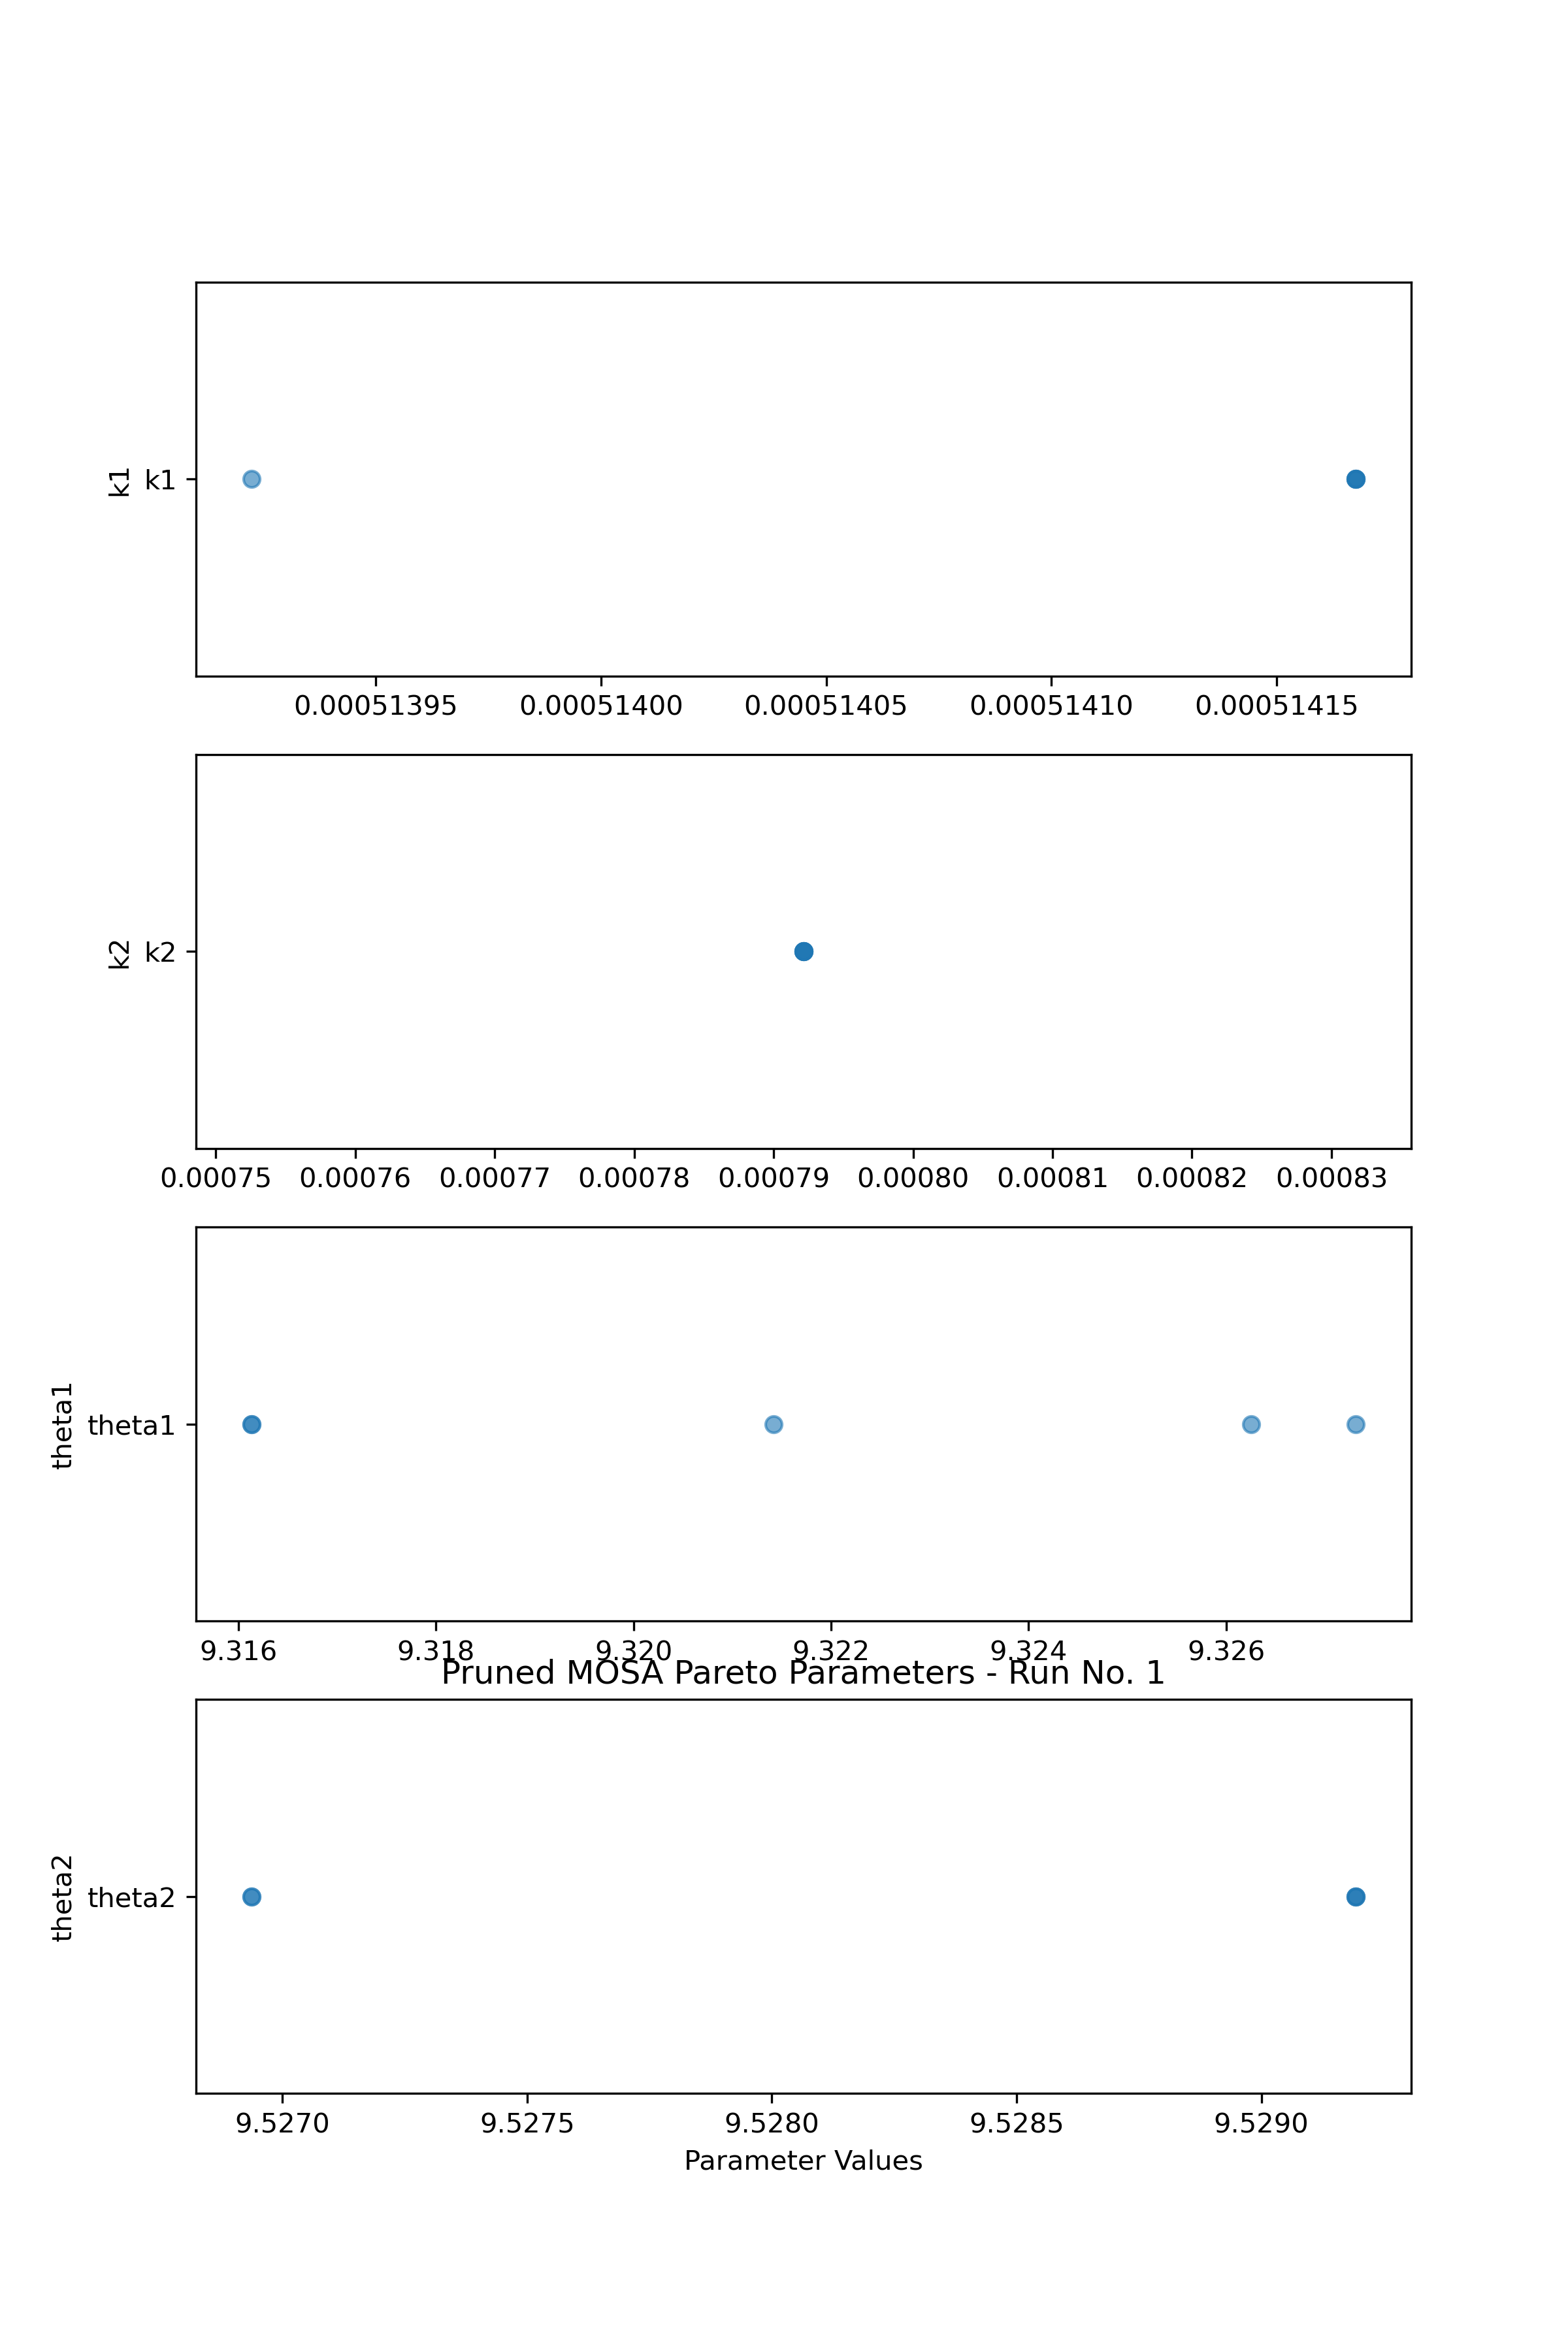 k1 k1
0.00051395 0.00051400 0.00051405 0.00051410 0.00051415
k2 k2
0.00075 0.00076 0.00077 0.00078 0.00079 0.00080 0.00081 0.00082 0.00083
theta1 theta1
9.316 9.318 9.320 9.322 9.324 9.326
Pruned MOSA Pareto Parameters - Run No. 1
theta2 theta2
9.5270 9.5275 9.5280 9.5285 9.5290
Parameter Values